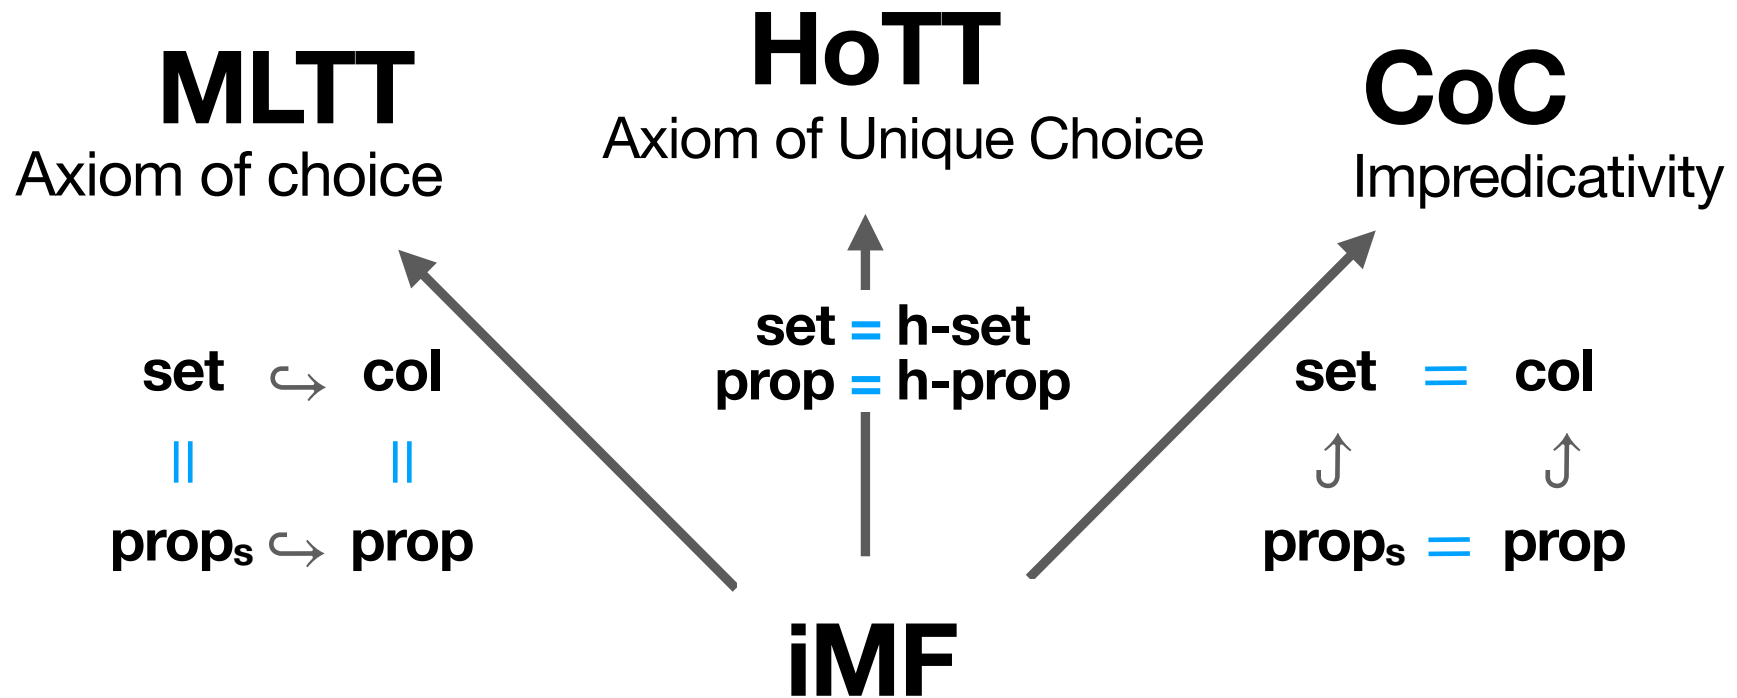 MLTT
Axiom of choice
HoTT
Axiom of Unique Choice
CoC
Impredicativity
set ↪ col
|| ||
propₛ ↪ prop
set = h-set
prop = h-prop
set = col
propₛ = prop
iMF